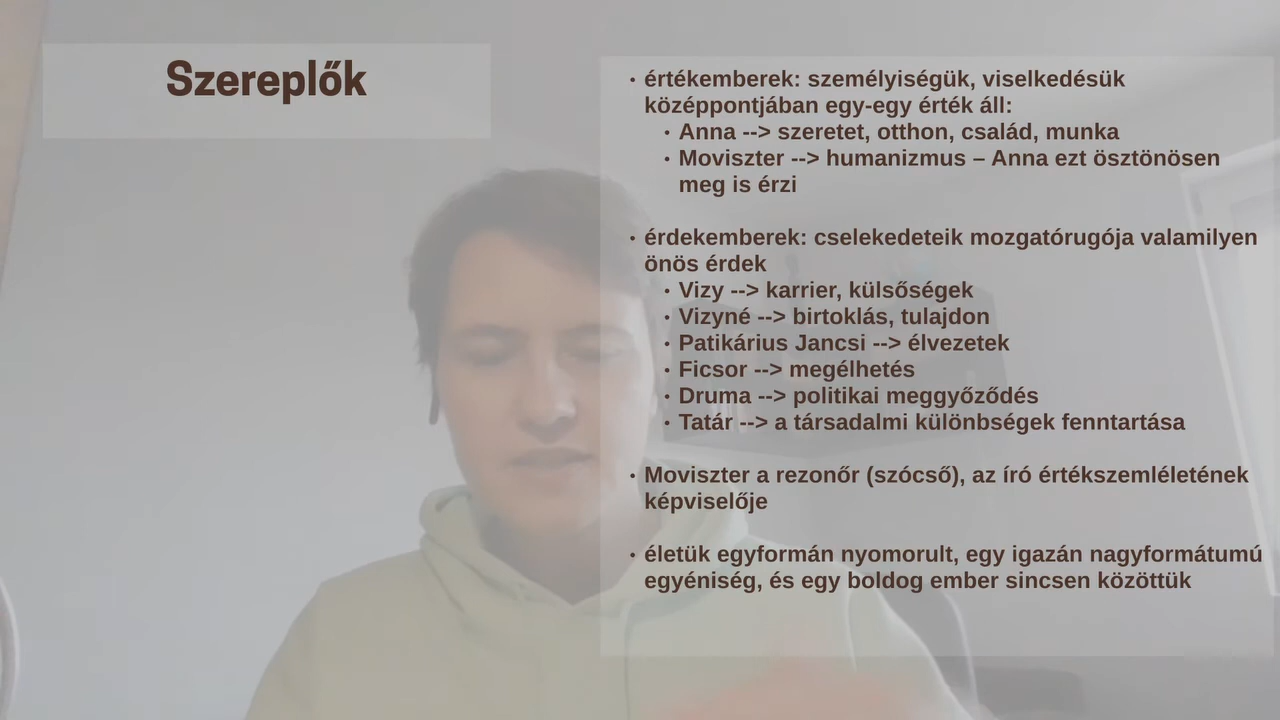 Szereplők
• értékemberek: személyiségük, viselkedésük
középpontjában egy-egy érték áll:
• Anna --> szeretet, otthon, család, munka
• Moviszter --> humanizmus – Anna ezt ösztönösen
meg is érzi
• érdekemberek: cselekedeteik mozgatórugója valamilyen
önös érdek
• Vizy --> karrier, külsőségek
• Vizyné --> birtoklás, tulajdon
• Patikárius Jancsi --> élvezetek
• Ficsor --> megélhetés
• Druma --> politikai meggyőződés
• Tatár --> a társadalmi különbségek fenntartása
• Moviszter a rezonőr (szócső), az író értékszemléletének
képviselője
• életük egyformán nyomorult, egy igazán nagyformátumú
egyéniség, és egy boldog ember sincsen közöttük